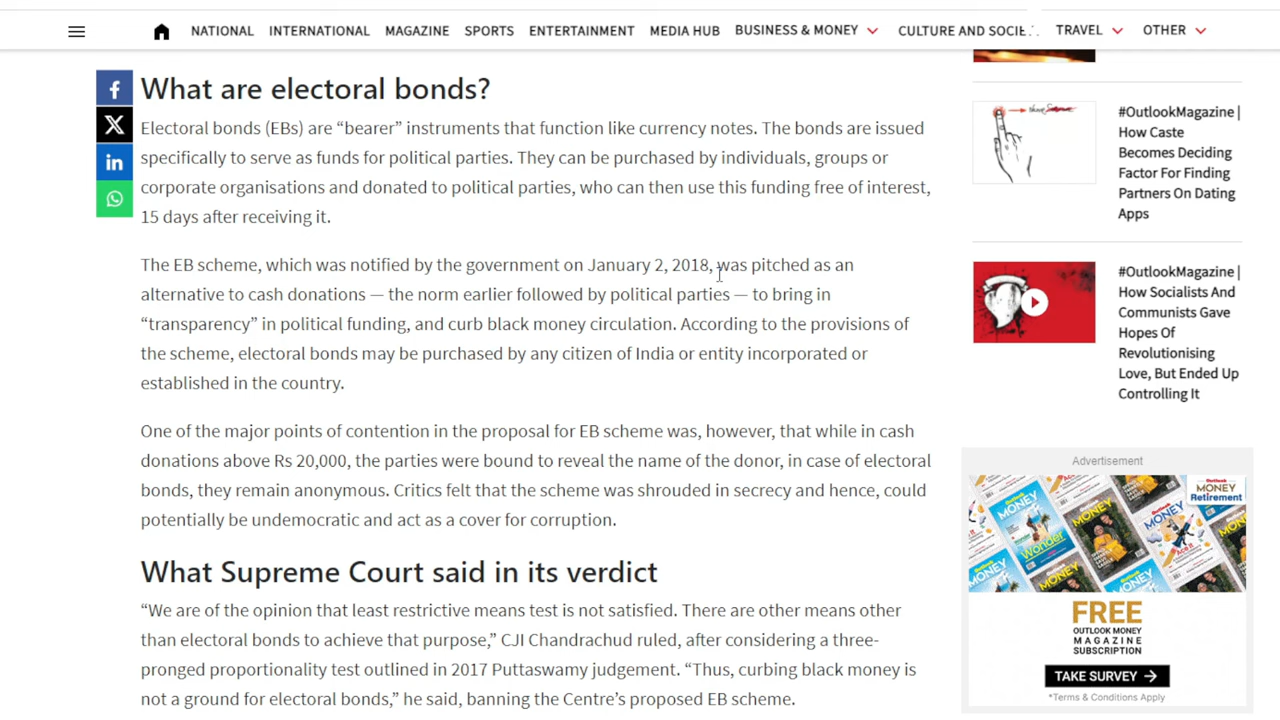 NATIONAL INTERNATIONAL MAGAZINE SPORTS ENTERTAINMENT MEDIA HUB BUSINESS & MONEY CULTURE AND SOCIE TRAVEL OTHER
What are electoral bonds?
Electoral bonds (EBs) are “bearer” instruments that function like currency notes. The bonds are issued
specifically to serve as funds for political parties. They can be purchased by individuals, groups or
corporate organisations and donated to political parties, who can then use this funding free of interest,
15 days after receiving it.
The EB scheme, which was notified by the government on January 2, 2018, was pitched as an
alternative to cash donations — the norm earlier followed by political parties — to bring in
“transparency” in political funding, and curb black money circulation. According to the provisions of
the scheme, electoral bonds may be purchased by any citizen of India or entity incorporated or
established in the country.
One of the major points of contention in the proposal for EB scheme was, however, that while in cash
donations above Rs 20,000, the parties were bound to reveal the name of the donor, in case of electoral
bonds, they remain anonymous. Critics felt that the scheme was shrouded in secrecy and hence, could
potentially be undemocratic and act as a cover for corruption.
What Supreme Court said in its verdict
“We are of the opinion that least restrictive means test is not satisfied. There are other means other
than electoral bonds to achieve that purpose,” CJI Chandrachud ruled, after considering a three-
pronged proportionality test outlined in 2017 Puttaswamy judgement. “Thus, curbing black money is
not a ground for electoral bonds,” he said, banning the Centre’s proposed EB scheme.
#OutlookMagazine |
How Caste
Becomes Deciding
Factor For Finding
Partners On Dating
Apps
#OutlookMagazine |
How Socialists And
Communists Gave
Hopes Of
Revolutionising
Love, But Ended Up
Controlling It
Advertisement
Outlook
MONEY
Retirement
FREE
OUTLOOK MONEY
MAGAZINE
SUBSCRIPTION
TAKE SURVEY
*Terms & Conditions Apply